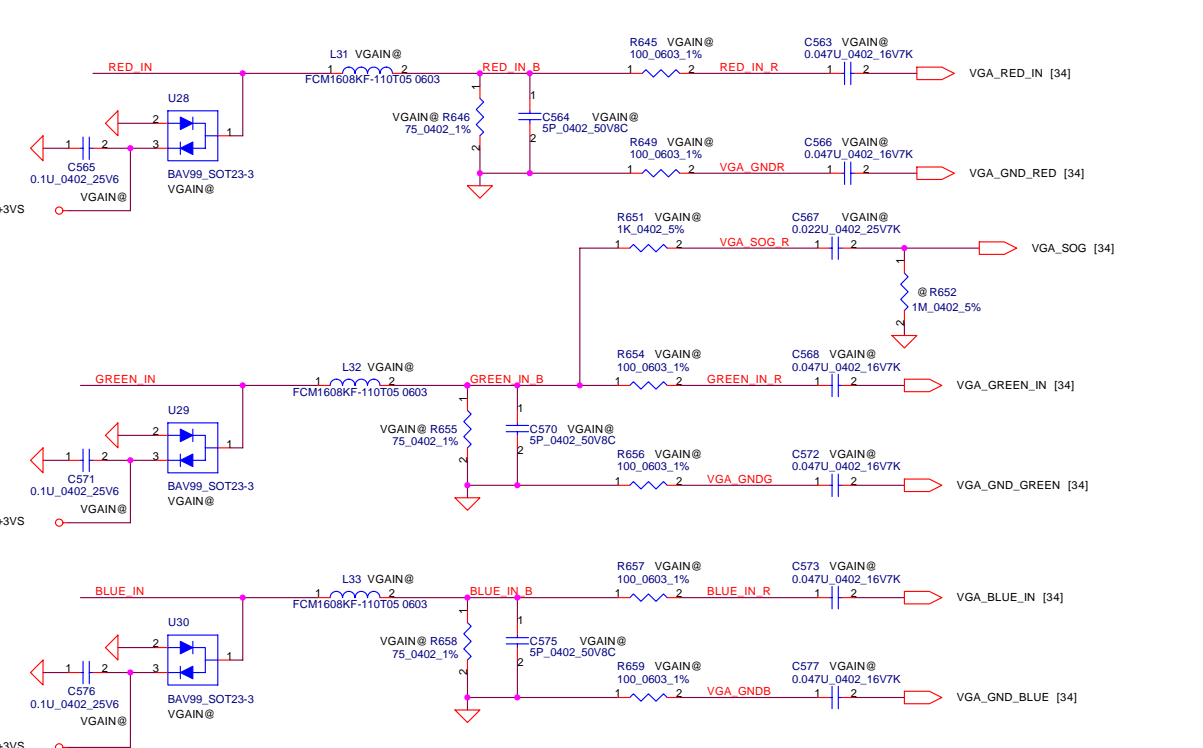 RED_IN
L31 VGAIN@
FCM1608KF-110T05 0603
1 2
RED_IN_B
R645 VGAIN@
100_0603_1%
1 2
RED_IN_R
C563 VGAIN@
0.047U_0402_16V7K
1 2
VGA_RED_IN [34]
U28
2
3
1
BAV99_SOT23-3
VGAIN@
1 2
C565
0.1U_0402_25V6
VGAIN@
+3VS
1
VGAIN@ R646
75_0402_1%
2
1
C564 VGAIN@
5P_0402_50V8C
2
R649 VGAIN@
100_0603_1%
1 2
VGA_GNDR
C566 VGAIN@
0.047U_0402_16V7K
1 2
VGA_GND_RED [34]
R651 VGAIN@
1K_0402_5%
1 2
VGA_SOG_R
C567 VGAIN@
0.022U_0402_25V7K
1 2
VGA_SOG [34]
1
@ R652
1M_0402_5%
2
GREEN_IN
L32 VGAIN@
FCM1608KF-110T05 0603
1 2
GREEN_IN_B
R654 VGAIN@
100_0603_1%
1 2
GREEN_IN_R
C568 VGAIN@
0.047U_0402_16V7K
1 2
VGA_GREEN_IN [34]
U29
2
3
1
BAV99_SOT23-3
VGAIN@
1 2
C571
0.1U_0402_25V6
VGAIN@
+3VS
1
VGAIN@ R655
75_0402_1%
2
1
C570 VGAIN@
5P_0402_50V8C
2
R656 VGAIN@
100_0603_1%
1 2
VGA_GNDG
C572 VGAIN@
0.047U_0402_16V7K
1 2
VGA_GND_GREEN [34]
BLUE_IN
L33 VGAIN@
FCM1608KF-110T05 0603
1 2
BLUE_IN_B
R657 VGAIN@
100_0603_1%
1 2
BLUE_IN_R
C573 VGAIN@
0.047U_0402_16V7K
1 2
VGA_BLUE_IN [34]
U30
2
3
1
BAV99_SOT23-3
VGAIN@
1 2
C576
0.1U_0402_25V6
VGAIN@
+3VS
1
VGAIN@ R658
75_0402_1%
2
1
C575 VGAIN@
5P_0402_50V8C
2
R659 VGAIN@
100_0603_1%
1 2
VGA_GNDB
C577 VGAIN@
0.047U_0402_16V7K
1 2
VGA_GND_BLUE [34]